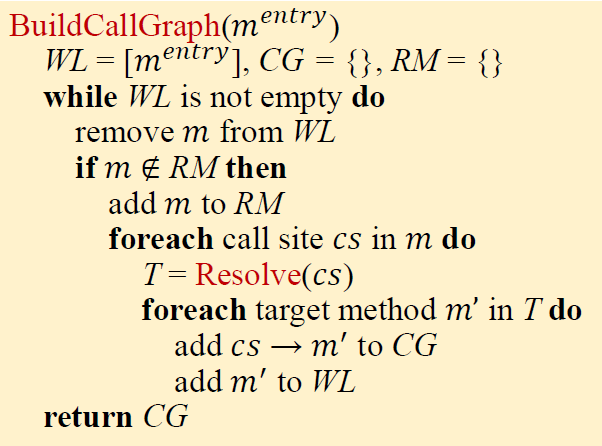 BuildCallGraph(m^entry)
WL = [m^entry], CG = {}, RM = {}
while WL is not empty do
remove m from WL
if m ∉ RM then
add m to RM
foreach call site cs in m do
T = Resolve(cs)
foreach target method m’ in T do
add cs → m′ to CG
add m′ to WL
return CG